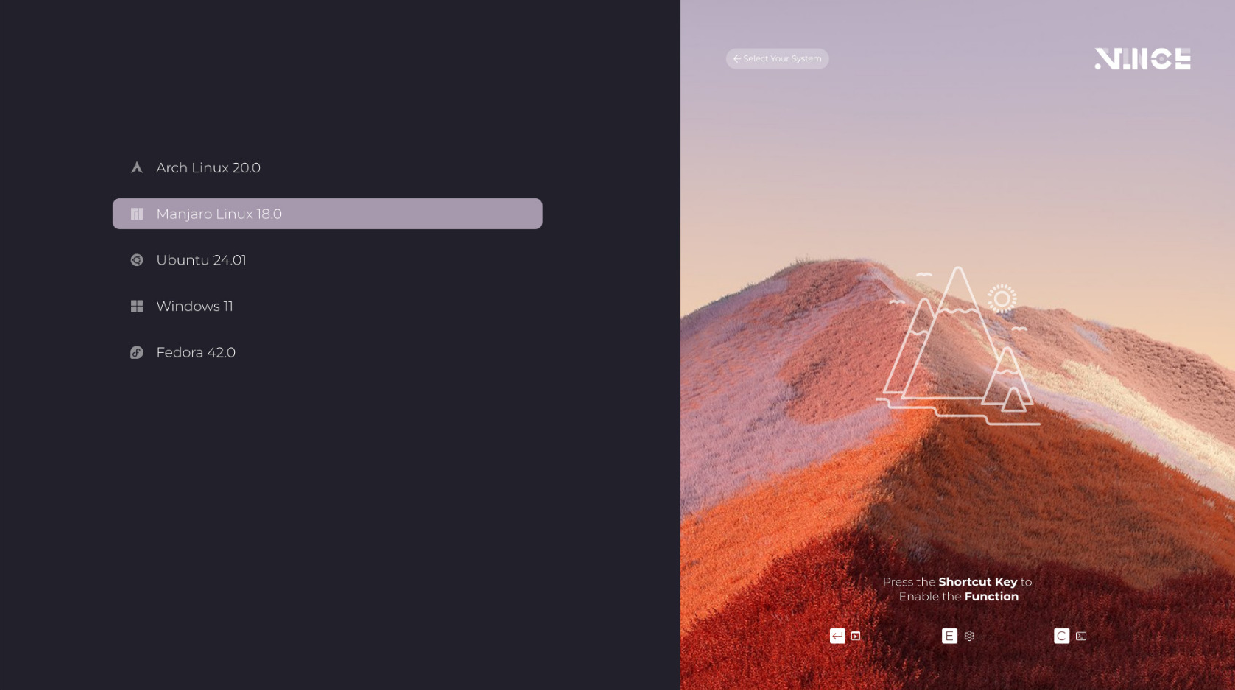 Arch Linux 20.0
Manjaro Linux 18.0
Ubuntu 24.01
Windows 11
Fedora 42.0
Select Your System
Press the Shortcut Key to
Enable the Function
E
C